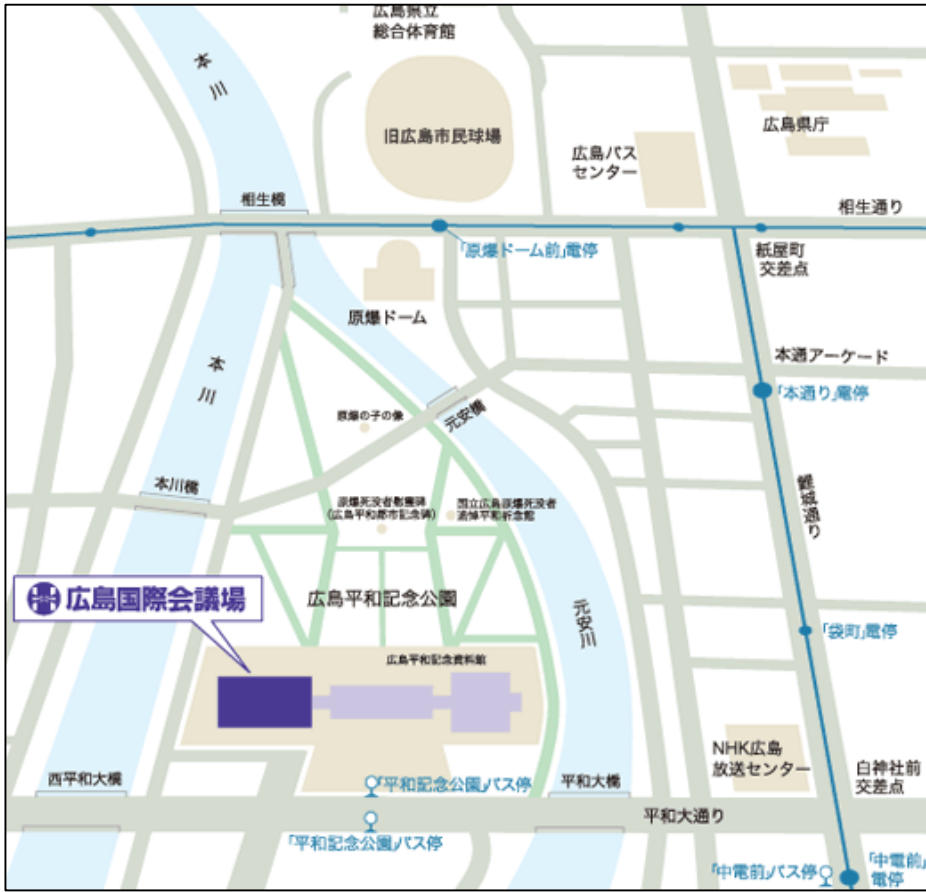 広島県立
総合体育館
本川
旧広島市民球場
広島バス
センター
広島県庁
相生橋
相生通り
「原爆ドーム前」電停
紙屋町
交差点
原爆ドーム
本通アーケード
本川
「本通り」電停
原爆の子の像
元安橋
本川橋
原爆死没者慰霊碑
(広島平和都市記念碑)
国立広島原爆死没者
追悼平和祈念館
鯉城通り
広島国際会議場
広島平和記念公園
元安川
「袋町」電停
広島平和記念資料館
NHK広島
放送センター
白神社前
交差点
西平和大橋
「平和記念公園」バス停
平和大橋
平和大通り
「平和記念公園」バス停
「中電前」バス停
「中電前」
電停